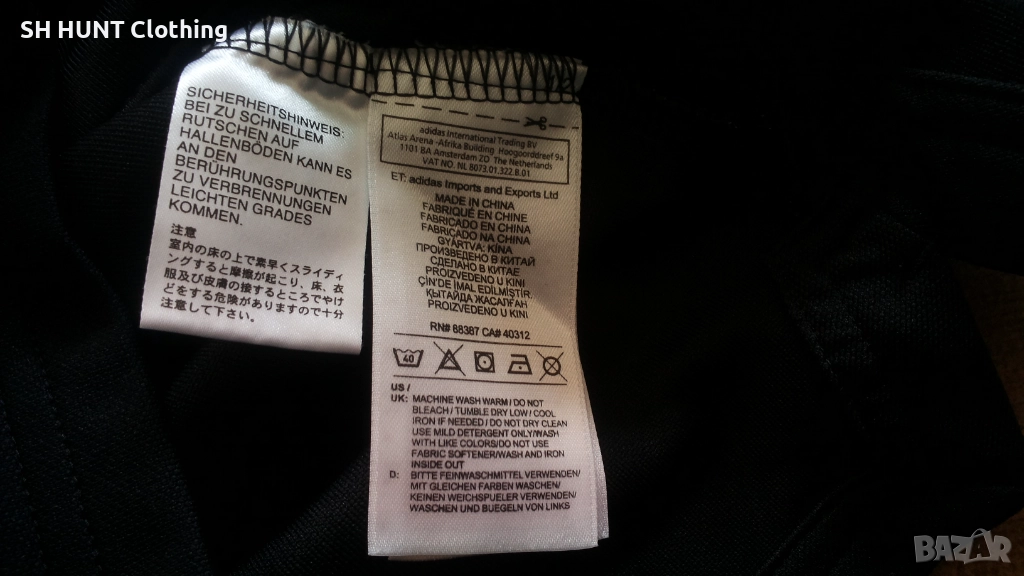 SH HUNT Clothing
SICHERHEITSHINWEIS:
BEI ZU SCHNELLEM
RUTSCHEN AUF
HALLENBÖDEN KANN ES
AN DEN
BERÜHRUNGSPUNKTEN
ZU VERBRENNUNGEN
LEICHTEN GRADES
KOMMEN.
注意
室内の床の上で素早くスライディ
ングすると摩擦が起こり、床、衣
服及び皮膚の接するところでやけ
どをする危険がありますので十分
注意して下さい。
adidas International Trading BV
Atlas Arena -Afrika Building Hoogoorddreef 9a
1101 BA Amsterdam ZO The Netherlands
VAT NO. NL 8073.01.322.B.01
ET: adidas Imports and Exports Ltd
MADE IN CHINA
FABRIQUÉ EN CHINE
FABRICADO EN CHINA
FABRICADO NA CHINA
GYÁRTVA: KÍNA
ПРОИЗВЕДЕНО В КИТАЙ
СДЕЛАНО В КИТАЕ
PROIZVEDENO U KINI
ÇİN'DE İMAL EDİLMİŞTİR.
ҚЫТАЙДА ЖАСАЛҒАН
PROIZVEDENO U KINI
RN# 88387 CA# 40312
40
US /
UK: MACHINE WASH WARM / DO NOT
BLEACH / TUMBLE DRY LOW / COOL
IRON IF NEEDED / DO NOT DRY CLEAN
USE MILD DETERGENT ONLY/WASH
WITH LIKE COLORS/DO NOT USE
FABRIC SOFTENER/WASH AND IRON
INSIDE OUT
D: BITTE FEINWASCHMITTEL VERWENDEN/
MIT GLEICHEN FARBEN WASCHEN/
KEINEN WEICHSPUELER VERWENDEN/
WASCHEN UND BUEGELN VON LINKS
BAZAR